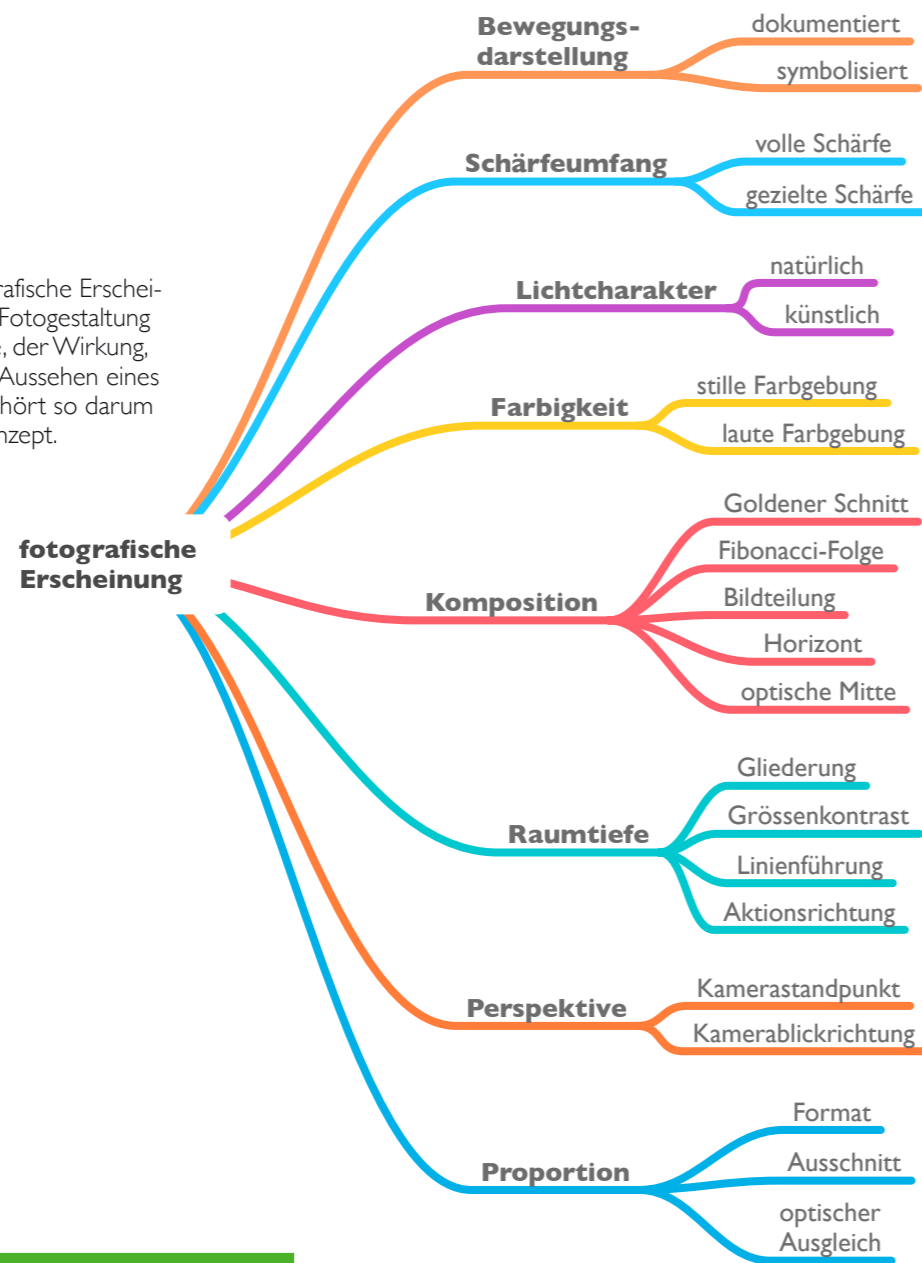 Bewegungs-
darstellung
dokumentiert
symbolisiert
Schärfeumfang
volle Schärfe
gezielte Schärfe
rafische Erschei-
Fotogestaltung
, der Wirkung,
Aussehen eines
hört so darum
nzept.
Lichtcharakter
natürlich
künstlich
Farbigkeit
stille Farbgebung
laute Farbgebung
fotografische
Erscheinung
Komposition
Goldener Schnitt
Fibonacci-Folge
Bildteilung
Horizont
optische Mitte
Raumtiefe
Gliederung
Grössenkontrast
Linienführung
Aktionsrichtung
Perspektive
Kamerastandpunkt
Kamerablickrichtung
Proportion
Format
Ausschnitt
optischer
Ausgleich